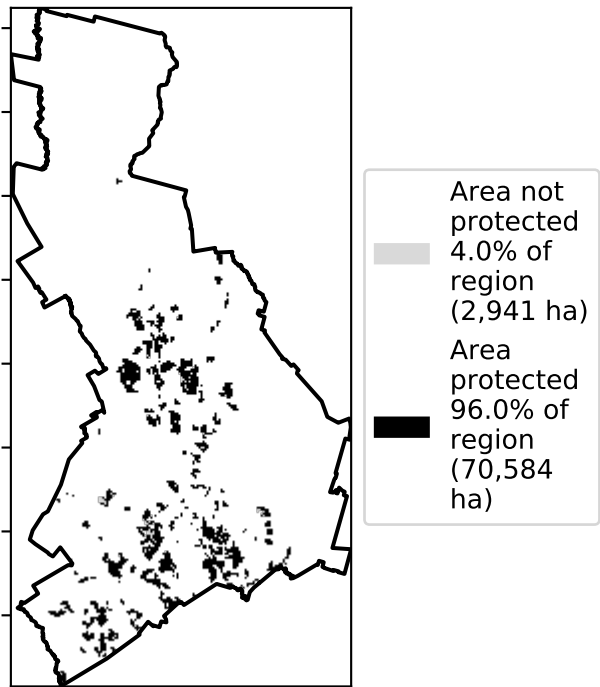 Area not
protected
4.0% of
region
(2,941 ha)
Area
protected
96.0% of
region
(70,584
ha)